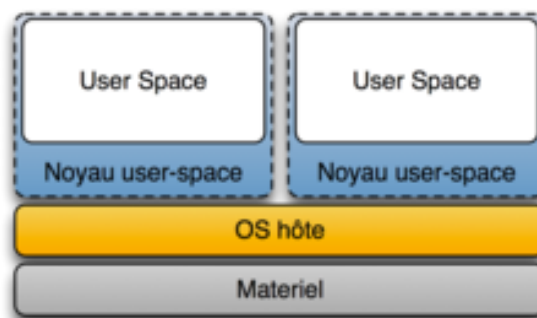 User Space
User Space
Noyau user-space
Noyau user-space
OS hôte
Materiel